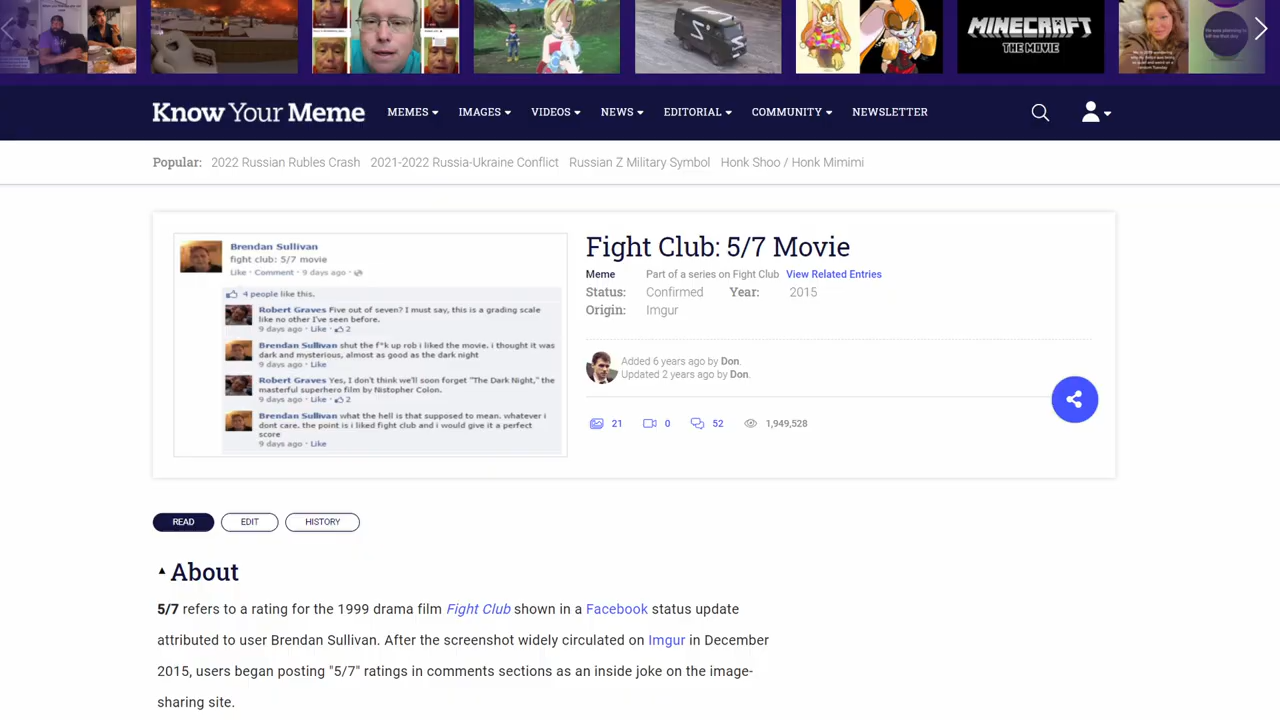 MINECRAFT
THE MOVIE
Know Your Meme
MEMES IMAGES VIDEOS NEWS EDITORIAL COMMUNITY NEWSLETTER
Popular: 2022 Russian Rubles Crash 2021-2022 Russia-Ukraine Conflict Russian Z Military Symbol Honk Shoo / Honk Mimimi
Brendan Sullivan
fight club: 5/7 movie
Like · Comment · 9 days ago ·
4 people like this.
Robert Graves Five out of seven? I must say, this is a grading scale
like no other I've seen before.
9 days ago · Like · 2
Brendan Sullivan shut the f*k up rob i liked the movie. i thought it was
dark and mysterious, almost as good as the dark night
9 days ago · Like
Robert Graves Yes, I don't think we'll soon forget "The Dark Night," the
masterful superhero film by Nistopher Colon.
9 days ago · Like · 2
Brendan Sullivan what the hell is that supposed to mean. whatever i
dont care. the point is i liked fight club and i would give it a perfect
score
9 days ago · Like
Fight Club: 5/7 Movie
Meme Part of a series on Fight Club View Related Entries
Status: Confirmed Year: 2015
Origin: Imgur
Added 6 years ago by Don.
Updated 2 years ago by Don.
21 0 52 1,949,528
READ EDIT HISTORY
About
5/7 refers to a rating for the 1999 drama film Fight Club shown in a Facebook status update
attributed to user Brendan Sullivan. After the screenshot widely circulated on Imgur in December
2015, users began posting "5/7" ratings in comments sections as an inside joke on the image-
sharing site.